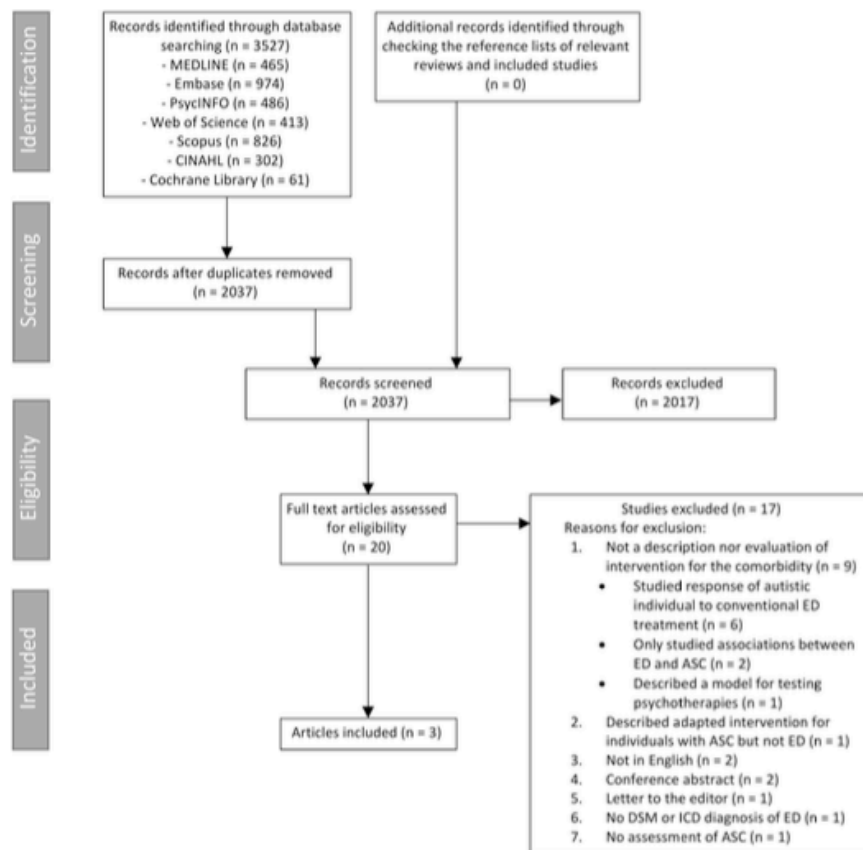 Identification
Records identified through database
searching (n = 3527)
- MEDLINE (n = 465)
- Embase (n = 974)
- PsycINFO (n = 486)
- Web of Science (n = 413)
- Scopus (n = 826)
- CINAHL (n = 302)
- Cochrane Library (n = 61)
Additional records identified through
checking the reference lists of relevant
reviews and included studies
(n = 0)
Screening
Records after duplicates removed
(n = 2037)
Records screened
(n = 2037)
Records excluded
(n = 2017)
Eligibility
Full text articles assessed
for eligibility
(n = 20)
Studies excluded (n = 17)
Reasons for exclusion:
1. Not a description nor evaluation of
intervention for the comorbidity (n = 9)
• Studied response of autistic
individual to conventional ED
treatment (n = 6)
• Only studied associations between
ED and ASC (n = 2)
• Described a model for testing
psychotherapies (n = 1)
2. Described adapted intervention for
individuals with ASC but not ED (n = 1)
3. Not in English (n = 2)
4. Conference abstract (n = 2)
5. Letter to the editor (n = 1)
6. No DSM or ICD diagnosis of ED (n = 1)
7. No assessment of ASC (n = 1)
Included
Articles included (n = 3)